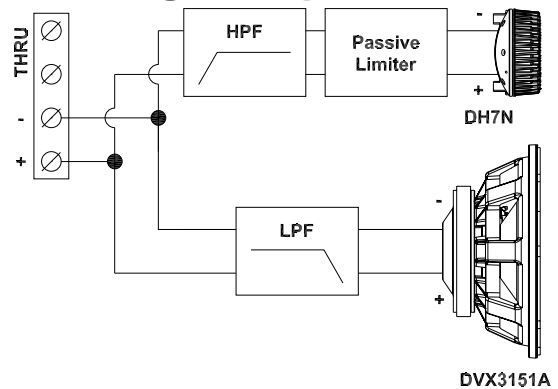 HPF
Passive
Limiter
-
+
DH7N
THRU
-
+
LPF
-
+
DVX3151A